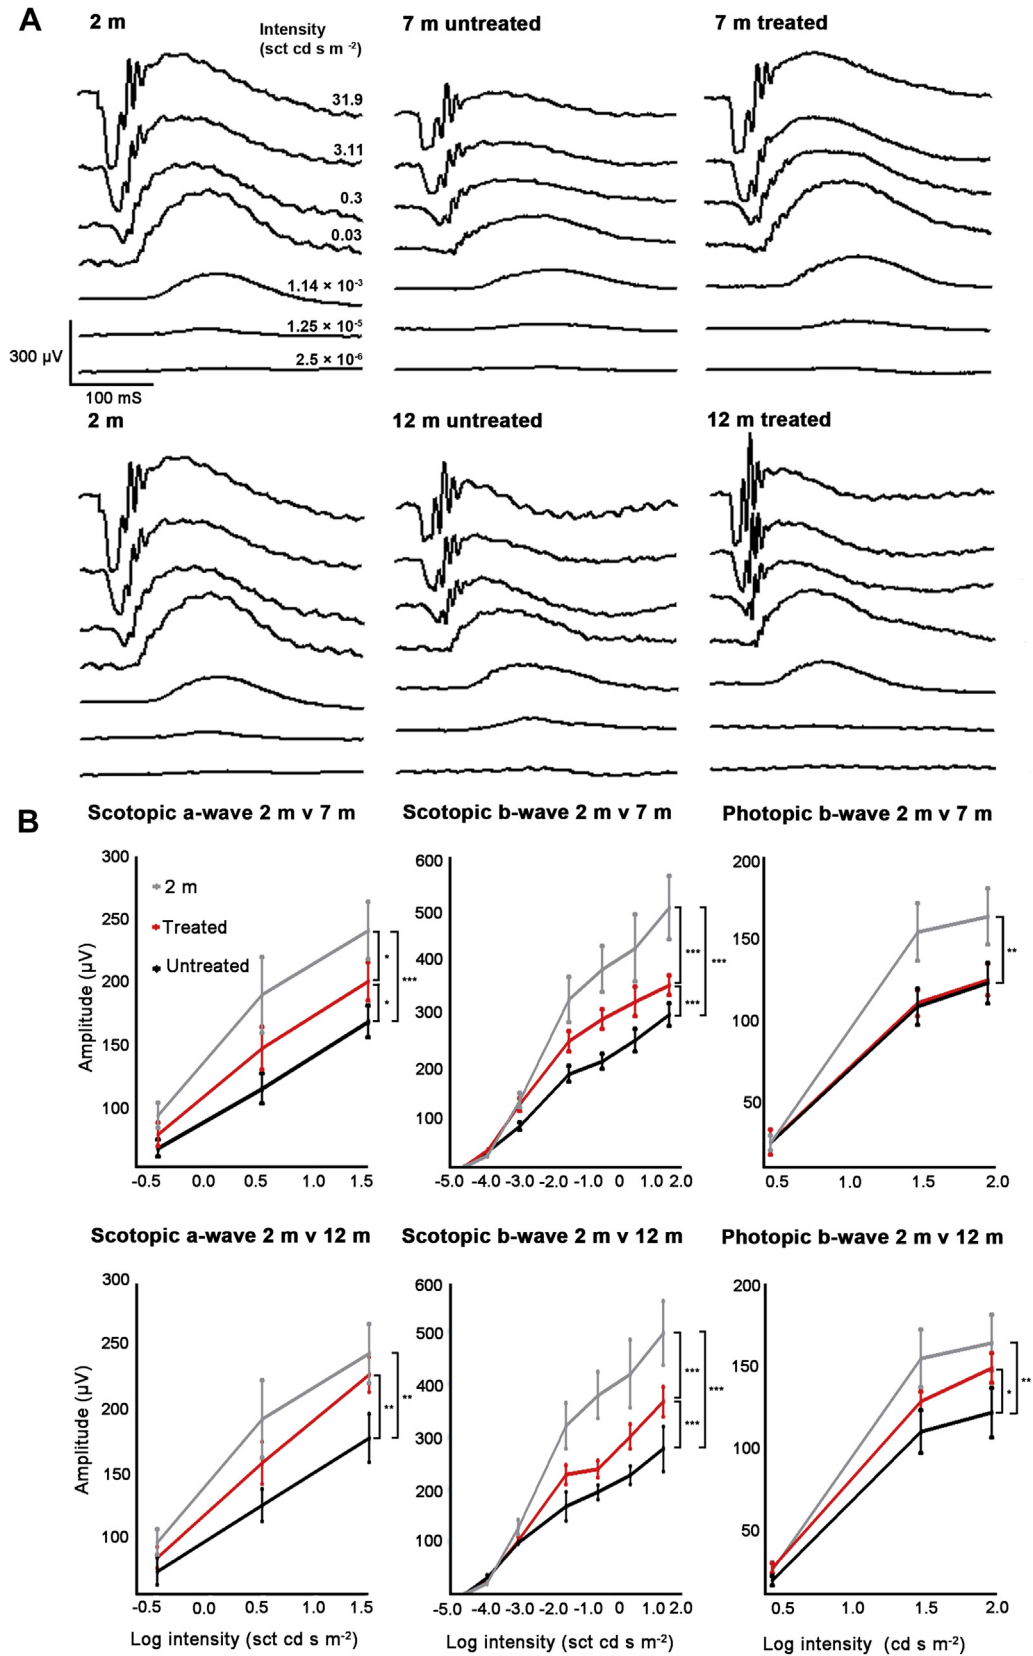 A
2 m
7 m untreated
7 m treated
Intensity
(sct cd s m⁻²)
31.9
3.11
0.3
0.03
1.14 × 10⁻³
1.25 × 10⁻⁵
2.5 × 10⁻⁶
300 µV
100 mS
2 m
12 m untreated
12 m treated
B
Scotopic a-wave 2 m v 7 m
Scotopic b-wave 2 m v 7 m
Photopic b-wave 2 m v 7 m
Amplitude (µV)
300
250
200
150
100
2 m
Treated
Untreated
*
*
***
-0.5 0.0 0.5 1.0 1.5
600
500
400
300
200
100
***
***
***
-5.0 -4.0 -3.0 -2.0 -1.0 0 1.0 2.0
200
150
100
50
**
0.5 1.0 1.5 2.0
Scotopic a-wave 2 m v 12 m
Scotopic b-wave 2 m v 12 m
Photopic b-wave 2 m v 12 m
Amplitude (µV)
300
250
200
150
100
**
**
-0.5 0.0 0.5 1.0 1.5
Log intensity (sct cd s m⁻²)
600
500
400
300
200
100
***
***
***
-5.0 -4.0 -3.0 -2.0 -1.0 0 1.0 2.0
Log intensity (sct cd s m⁻²)
200
150
100
50
*
**
0.5 1.0 1.5 2.0
Log intensity (cd s m⁻²)